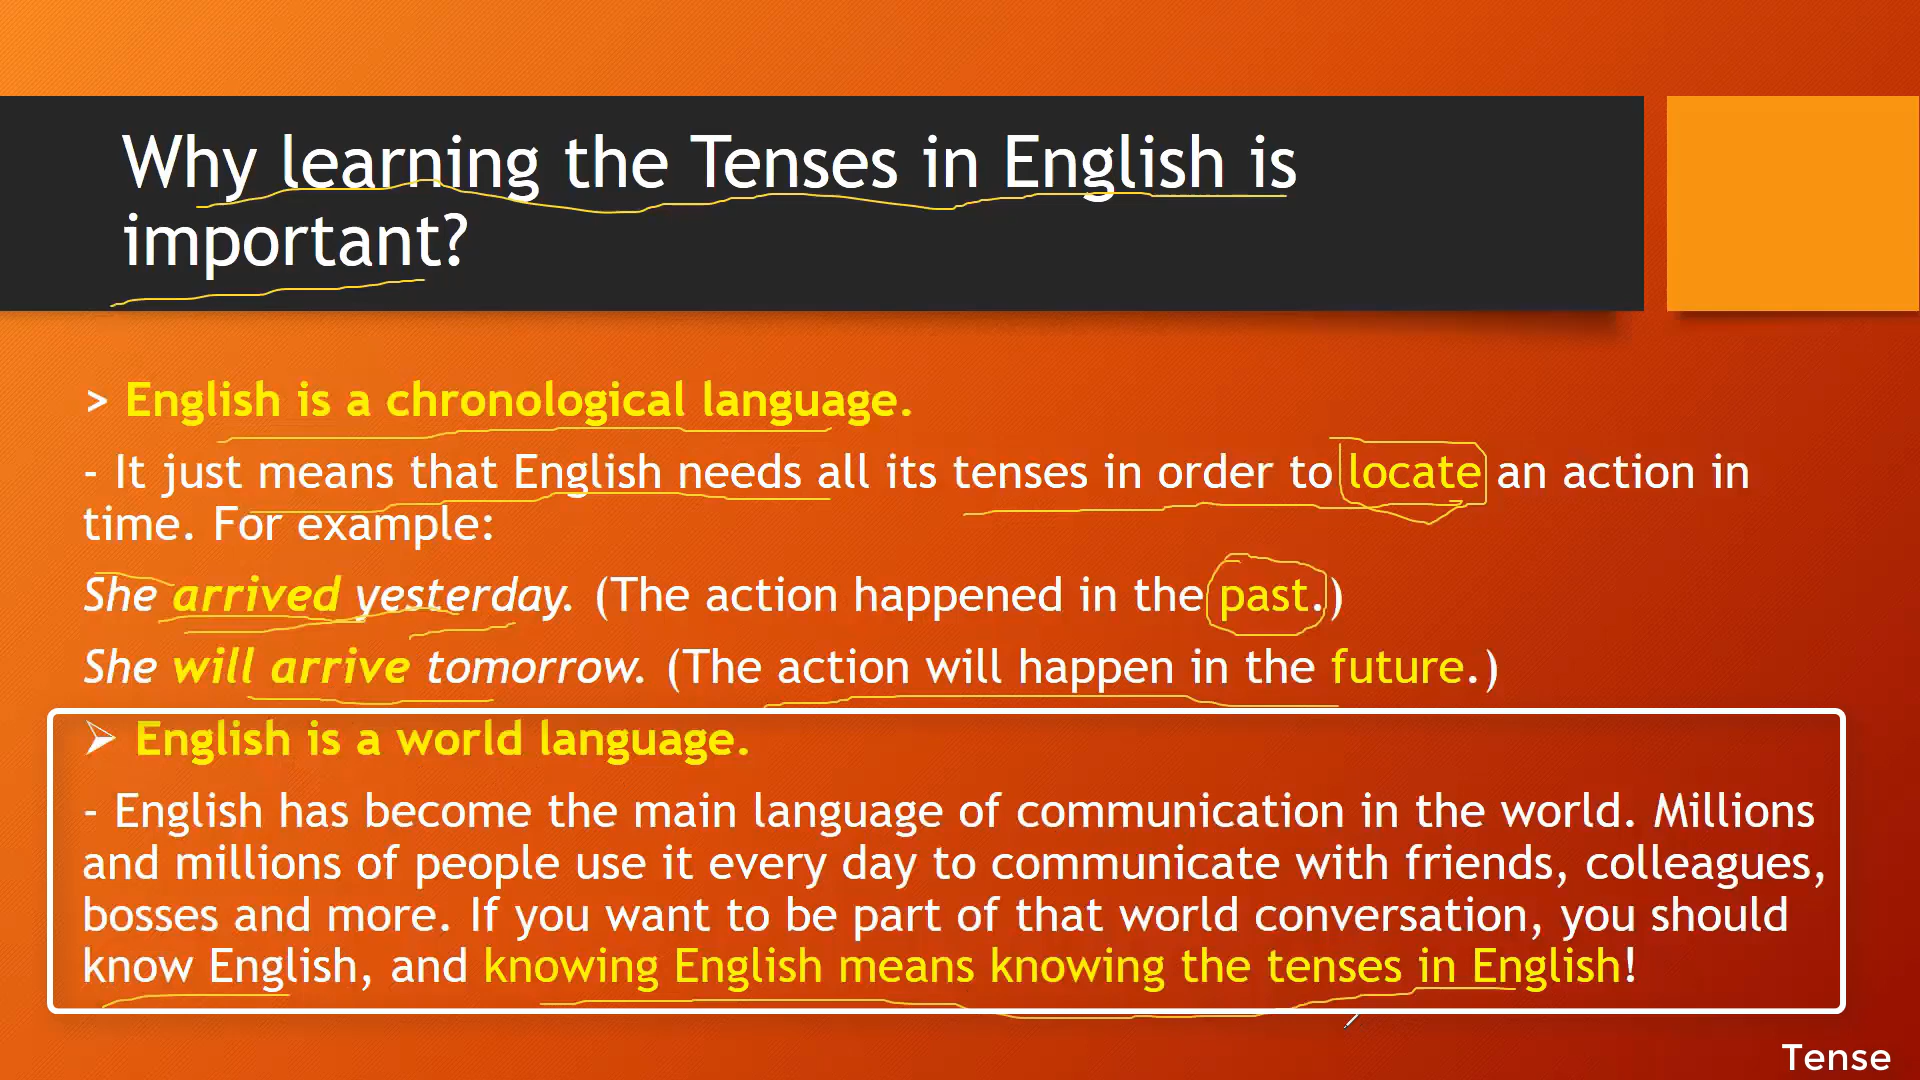 Why learning the Tenses in English is
important?
> English is a chronological language.
- It just means that English needs all its tenses in order to locate an action in
time. For example:
She arrived yesterday. (The action happened in the past.)
She will arrive tomorrow. (The action will happen in the future.)
➢ English is a world language.
- English has become the main language of communication in the world. Millions
and millions of people use it every day to communicate with friends, colleagues,
bosses and more. If you want to be part of that world conversation, you should
know English, and knowing English means knowing the tenses in English!
Tense